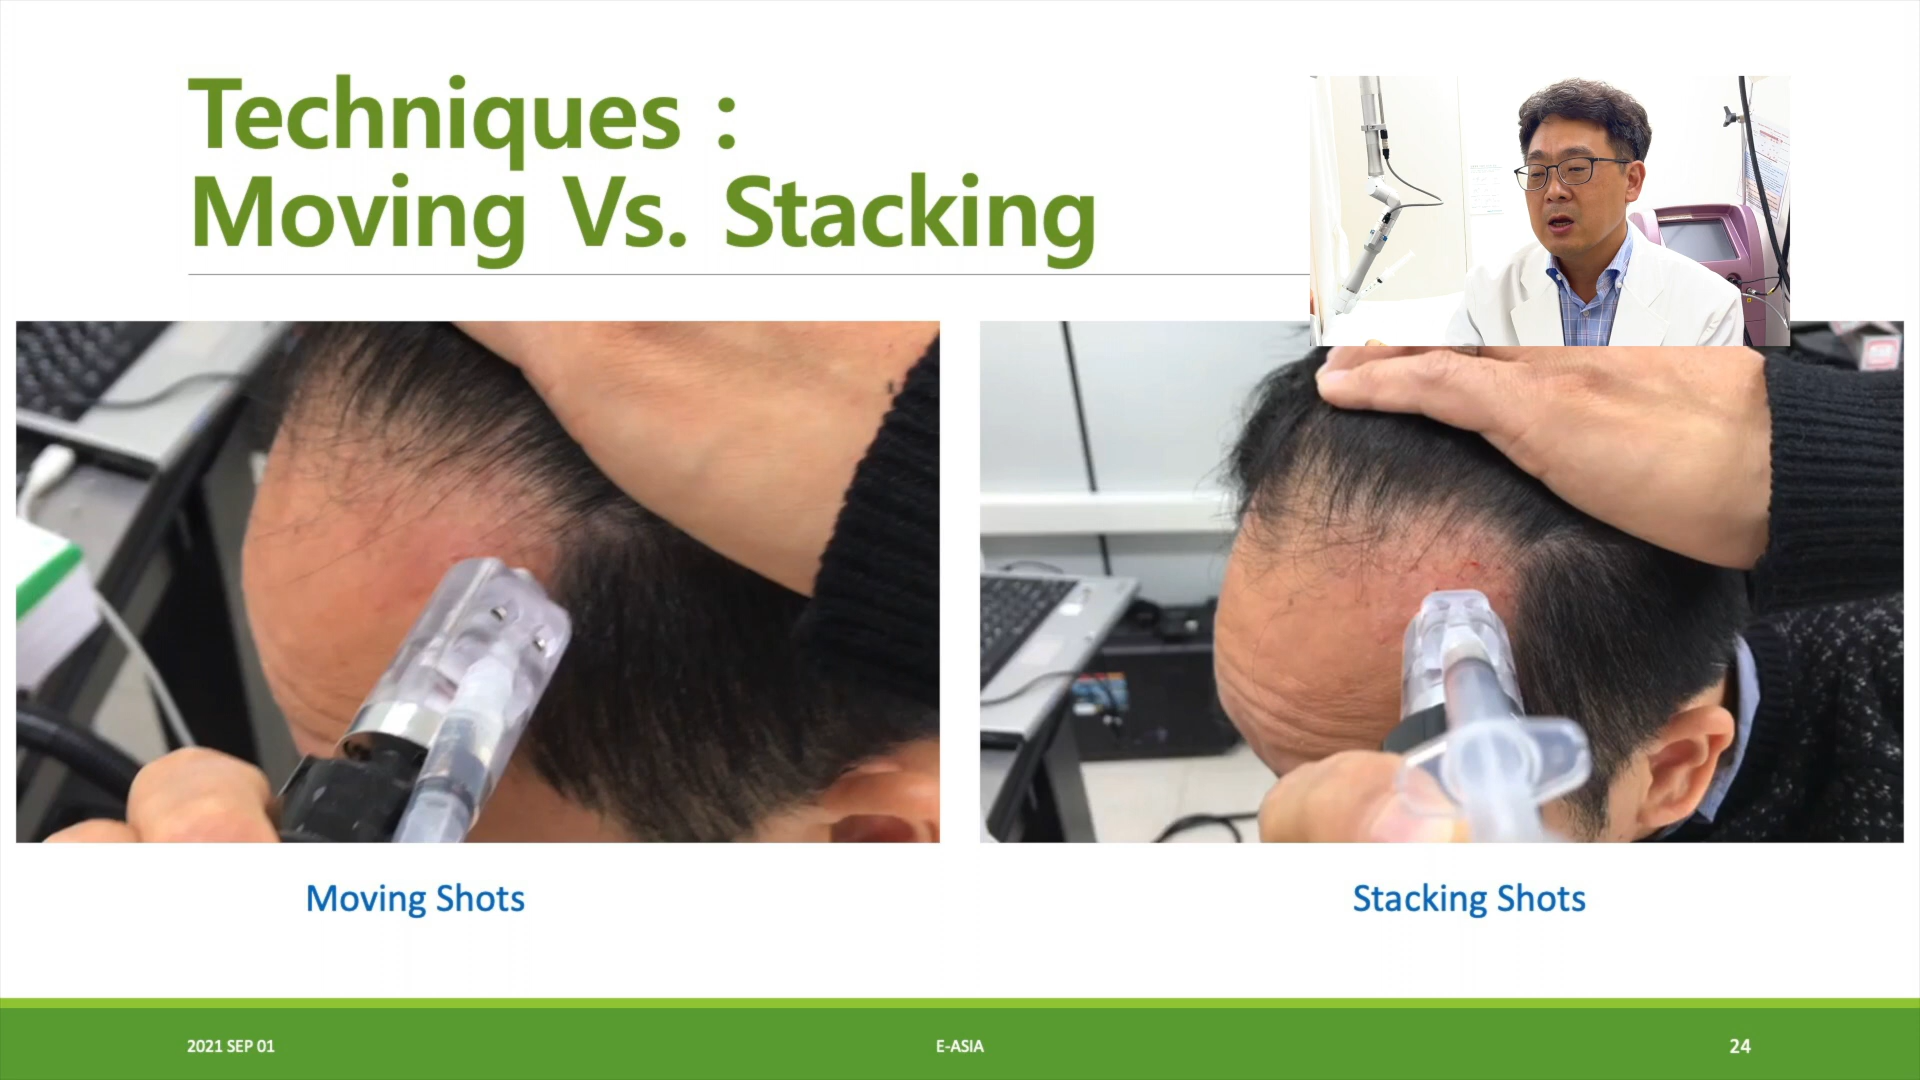 Techniques :
Moving Vs. Stacking
Moving Shots
Stacking Shots
2021 SEP 01
E-ASIA
24